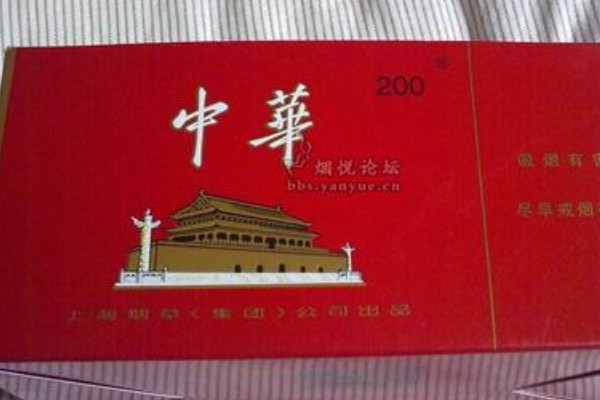 200
®
中華
烟悦论坛
bbs.yanyue.cn
吸烟有害
尽早戒烟
上海烟草(集团)公司出品